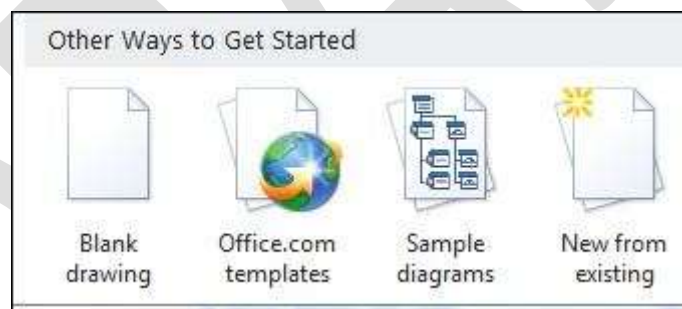 Other Ways to Get Started
Blank drawing
Office.com templates
Sample diagrams
New from existing